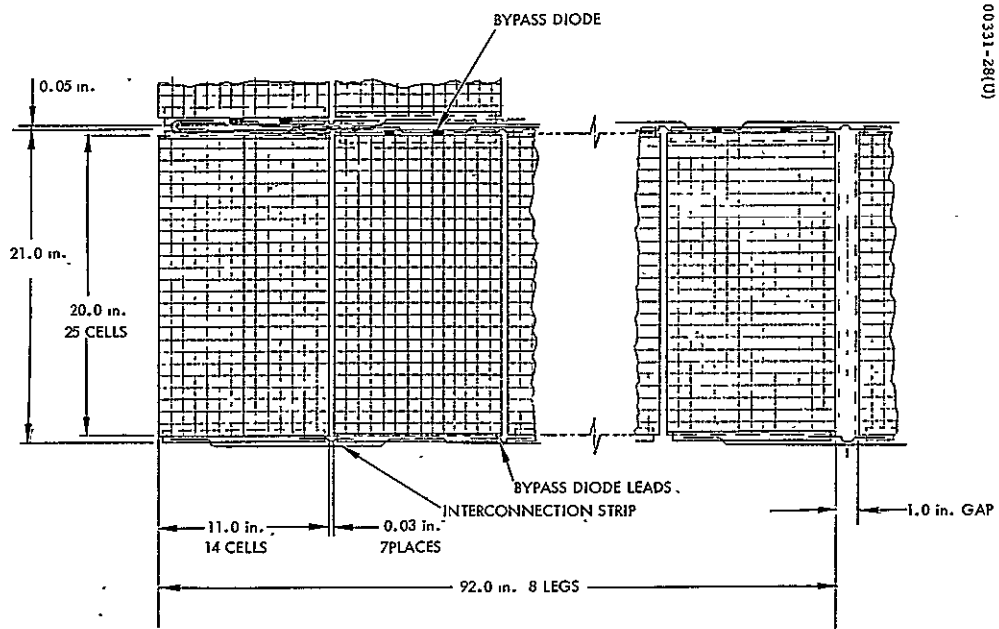 00331-28(U)
BYPASS DIODE
0.05 in.
21.0 in.
20.0 in.
25 CELLS
BYPASS DIODE LEADS
INTERCONNECTION STRIP
1.0 in. GAP
11.0 in.
14 CELLS
0.03 in.
7PLACES
92.0 in. 8 LEGS